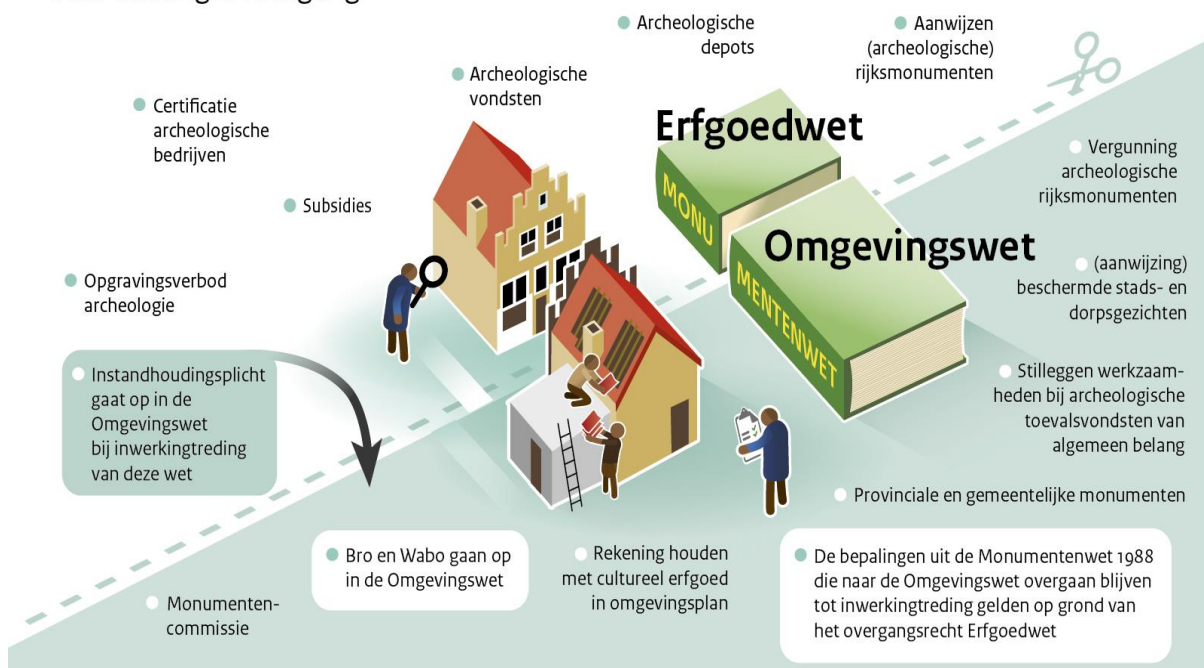 Archeologische
depots
Aanwijzen
(archeologische)
rijksmonumenten
Archeologische
vondsten
Certificatie
archeologische
bedrijven
Subsidies
Opgravingsverbod
archeologie
Erfgoedwet
MONU
Omgevingswet
MENTENWET
Vergunning
archeologische
rijksmonumenten
(aanwijzing)
beschermde stads- en
dorpsgezichten
Stilleggen werkzaam-
heden bij archeologische
toevalsvondsten van
algemeen belang
Provinciale en gemeentelijke monumenten
Instandhoudingsplicht
gaat op in de
Omgevingswet
bij inwerkingtreding
van deze wet
Bro en Wabo gaan op
in de Omgevingswet
Rekening houden
met cultureel erfgoed
in omgevingsplan
De bepalingen uit de Monumentenwet 1988
die naar de Omgevingswet overgaan blijven
tot inwerkingtreding gelden op grond van
het overgangsrecht Erfgoedwet
Monumenten-
commissie